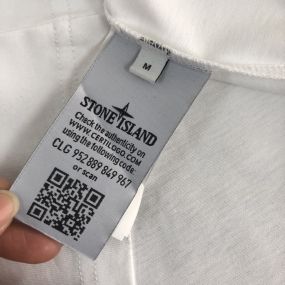 M
STONE ISLAND
Check the authenticity on
WWW.CERTILOGO.COM
using the following code:
CLG 952 889 849 967
or scan